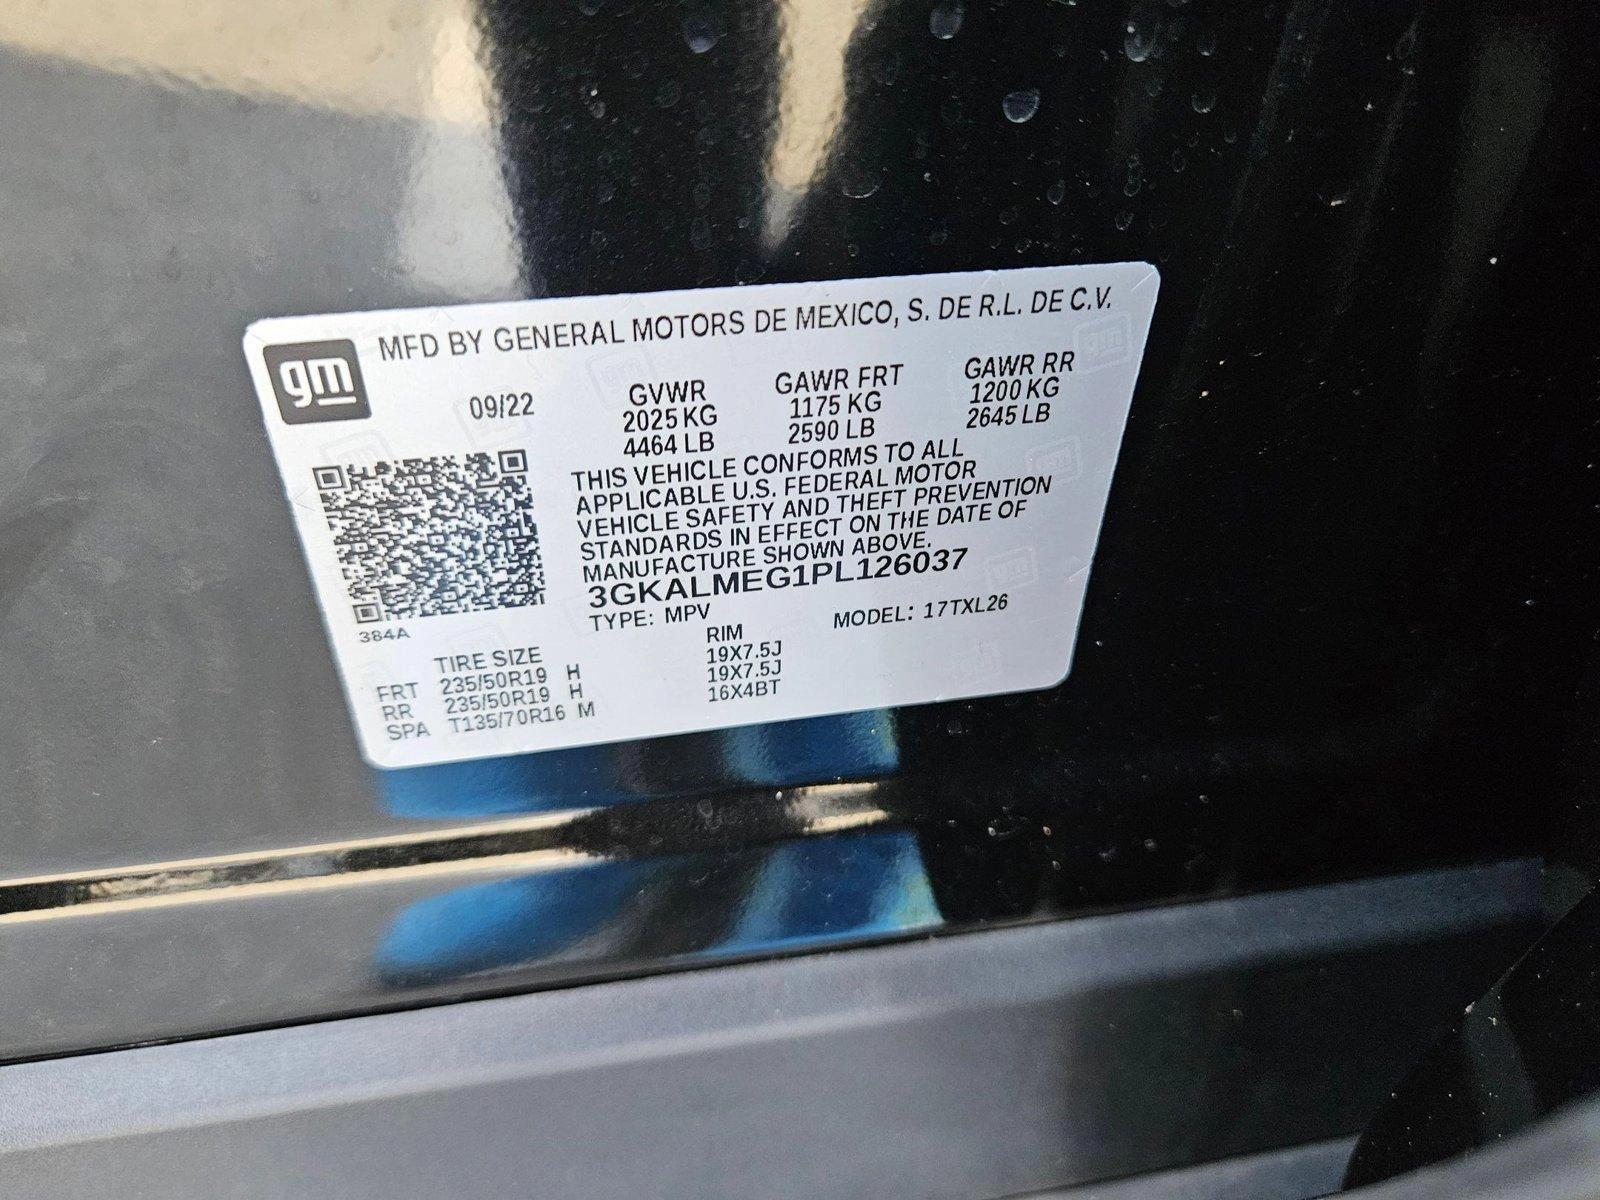 MFD BY GENERAL MOTORS DE MEXICO, S. DE R.L. DE C.V.
gm
09/22
GVWR GAWR FRT GAWR RR
2025 KG 1175 KG 1200 KG
4464 LB 2590 LB 2645 LB
THIS VEHICLE CONFORMS TO ALL
APPLICABLE U.S. FEDERAL MOTOR
VEHICLE SAFETY AND THEFT PREVENTION
STANDARDS IN EFFECT ON THE DATE OF
MANUFACTURE SHOWN ABOVE.
3GKALMEG1PL126037
TYPE: MPV MODEL: 17TXL26
384A
TIRE SIZE RIM
FRT 235/50R19 H 19X7.5J
RR 235/50R19 H 19X7.5J
SPA T135/70R16 M 16X4BT